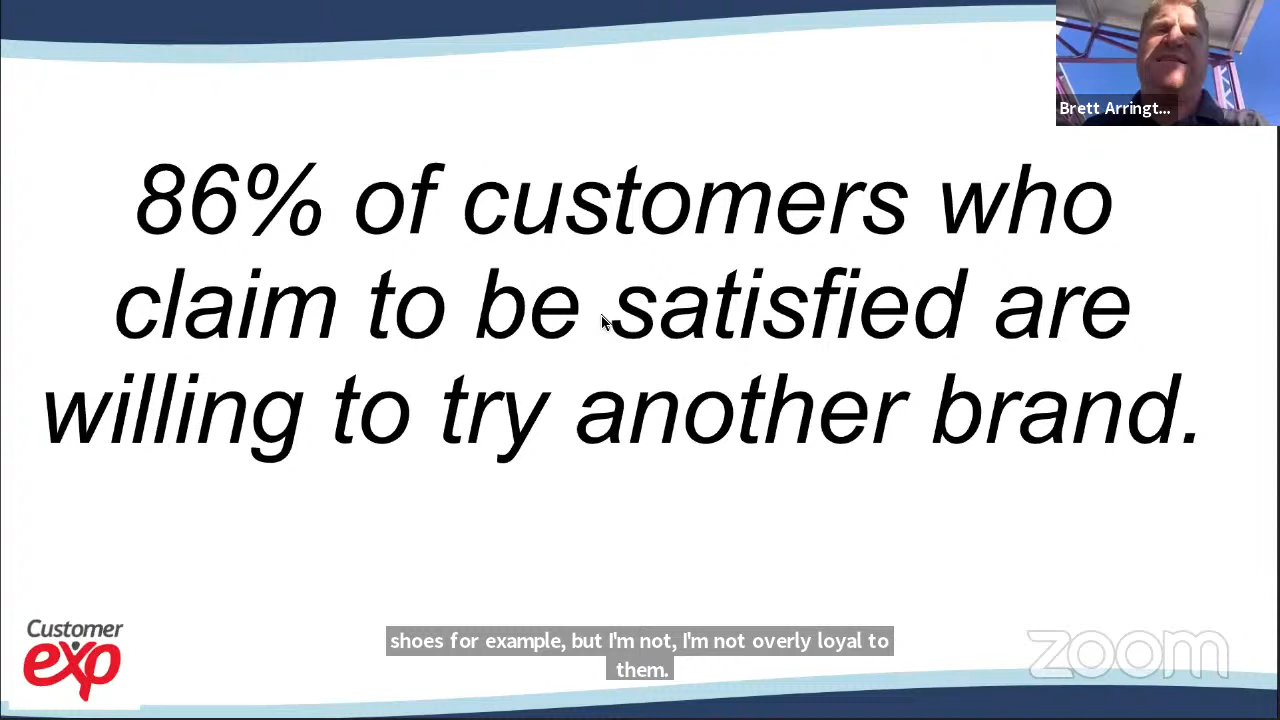 Brett Arringt...
86% of customers who
claim to be satisfied are
willing to try another brand.
Customer
exp
shoes for example, but I'm not, I'm not overly loyal to
them.
zoom